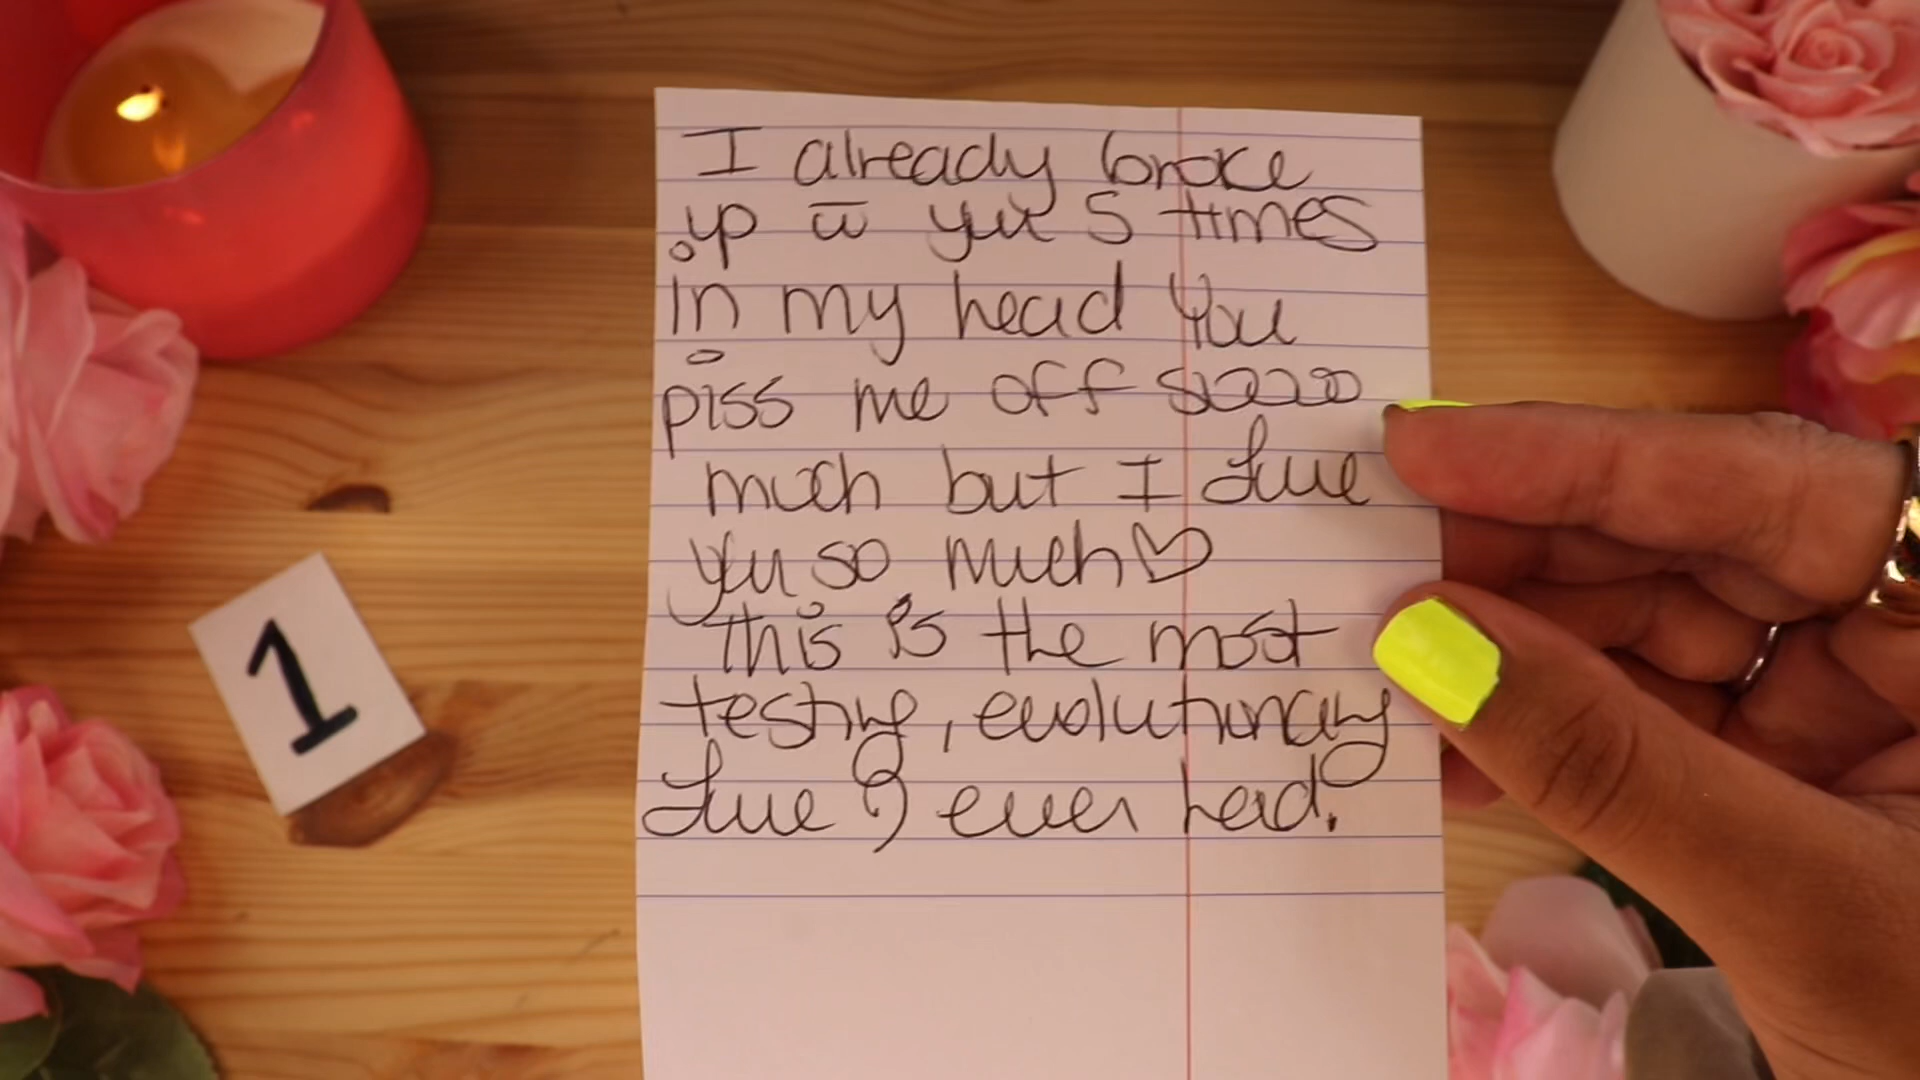 I already broke
up w̅ you 5 times
in my head You
piss me off soooo
much but I Love
you so much♡
this is the most
testing, evolutionary
Love I ever had.
1